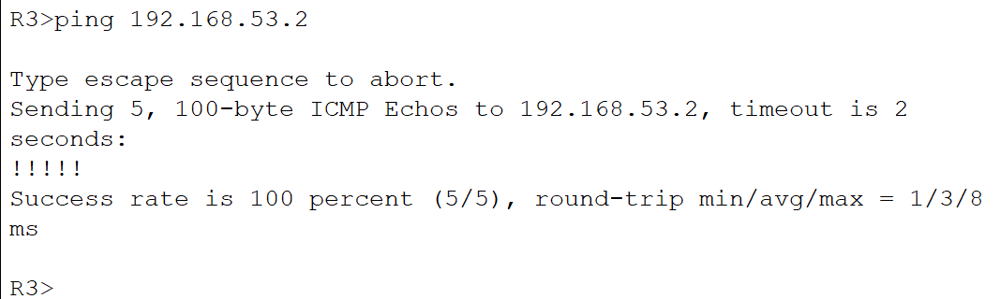 R3>ping 192.168.53.2
Type escape sequence to abort.
Sending 5, 100-byte ICMP Echos to 192.168.53.2, timeout is 2
seconds:
!!!!!
Success rate is 100 percent (5/5), round-trip min/avg/max = 1/3/8
ms
R3>